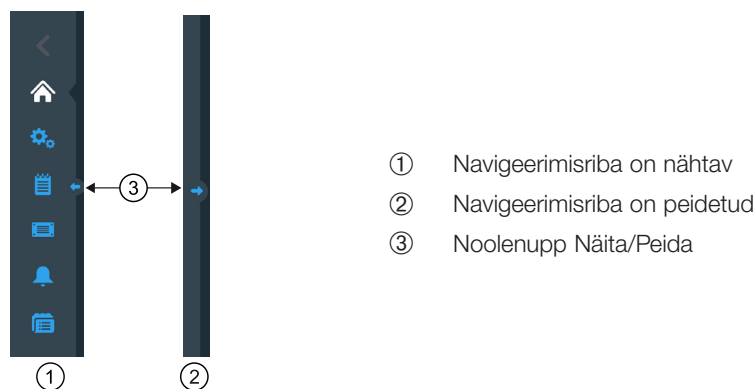 ③
① Navigeerimisriba on nähtav
② Navigeerimisriba on peidetud
③ Noolenupp Näita/Peida
① ②